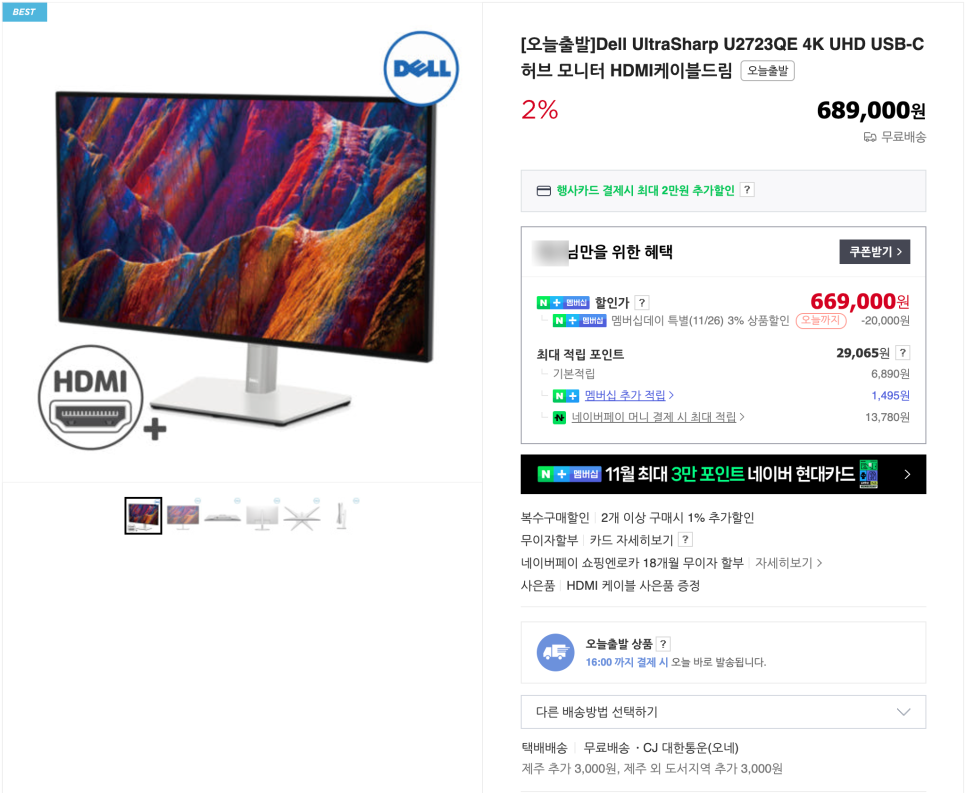 BEST
DELL
HDMI
[오늘출발]Dell UltraSharp U2723QE 4K UHD USB-C
허브 모니터 HDMI케이블드림 오늘출발
2% 689,000원
무료배송
행사카드 결제시 최대 2만원 추가할인 ?
님만을 위한 혜택 쿠폰받기 >
N + 멤버십 할인가 ? 669,000원
N + 멤버십 멤버십데이 특별(11/26) 3% 상품할인 오늘까지 -20,000원
최대 적립 포인트 29,065원 ?
기본적립 6,890원
N + 멤버십 추가 적립 > 1,495원
N 네이버페이 머니 결제 시 최대 적립 > 13,780원
N + 멤버십 11월 최대 3만 포인트 네이버 현대카드 >
복수구매할인 2개 이상 구매시 1% 추가할인
무이자할부 카드 자세히보기 ?
네이버페이 쇼핑엔로카 18개월 무이자 할부 자세히보기 >
사은품 HDMI 케이블 사은품 증정
오늘출발 상품 ?
16:00 까지 결제 시 오늘 바로 발송됩니다.
다른 배송방법 선택하기
택배배송 무료배송 · CJ 대한통운(오네)
제주 추가 3,000원, 제주 외 도서지역 추가 3,000원